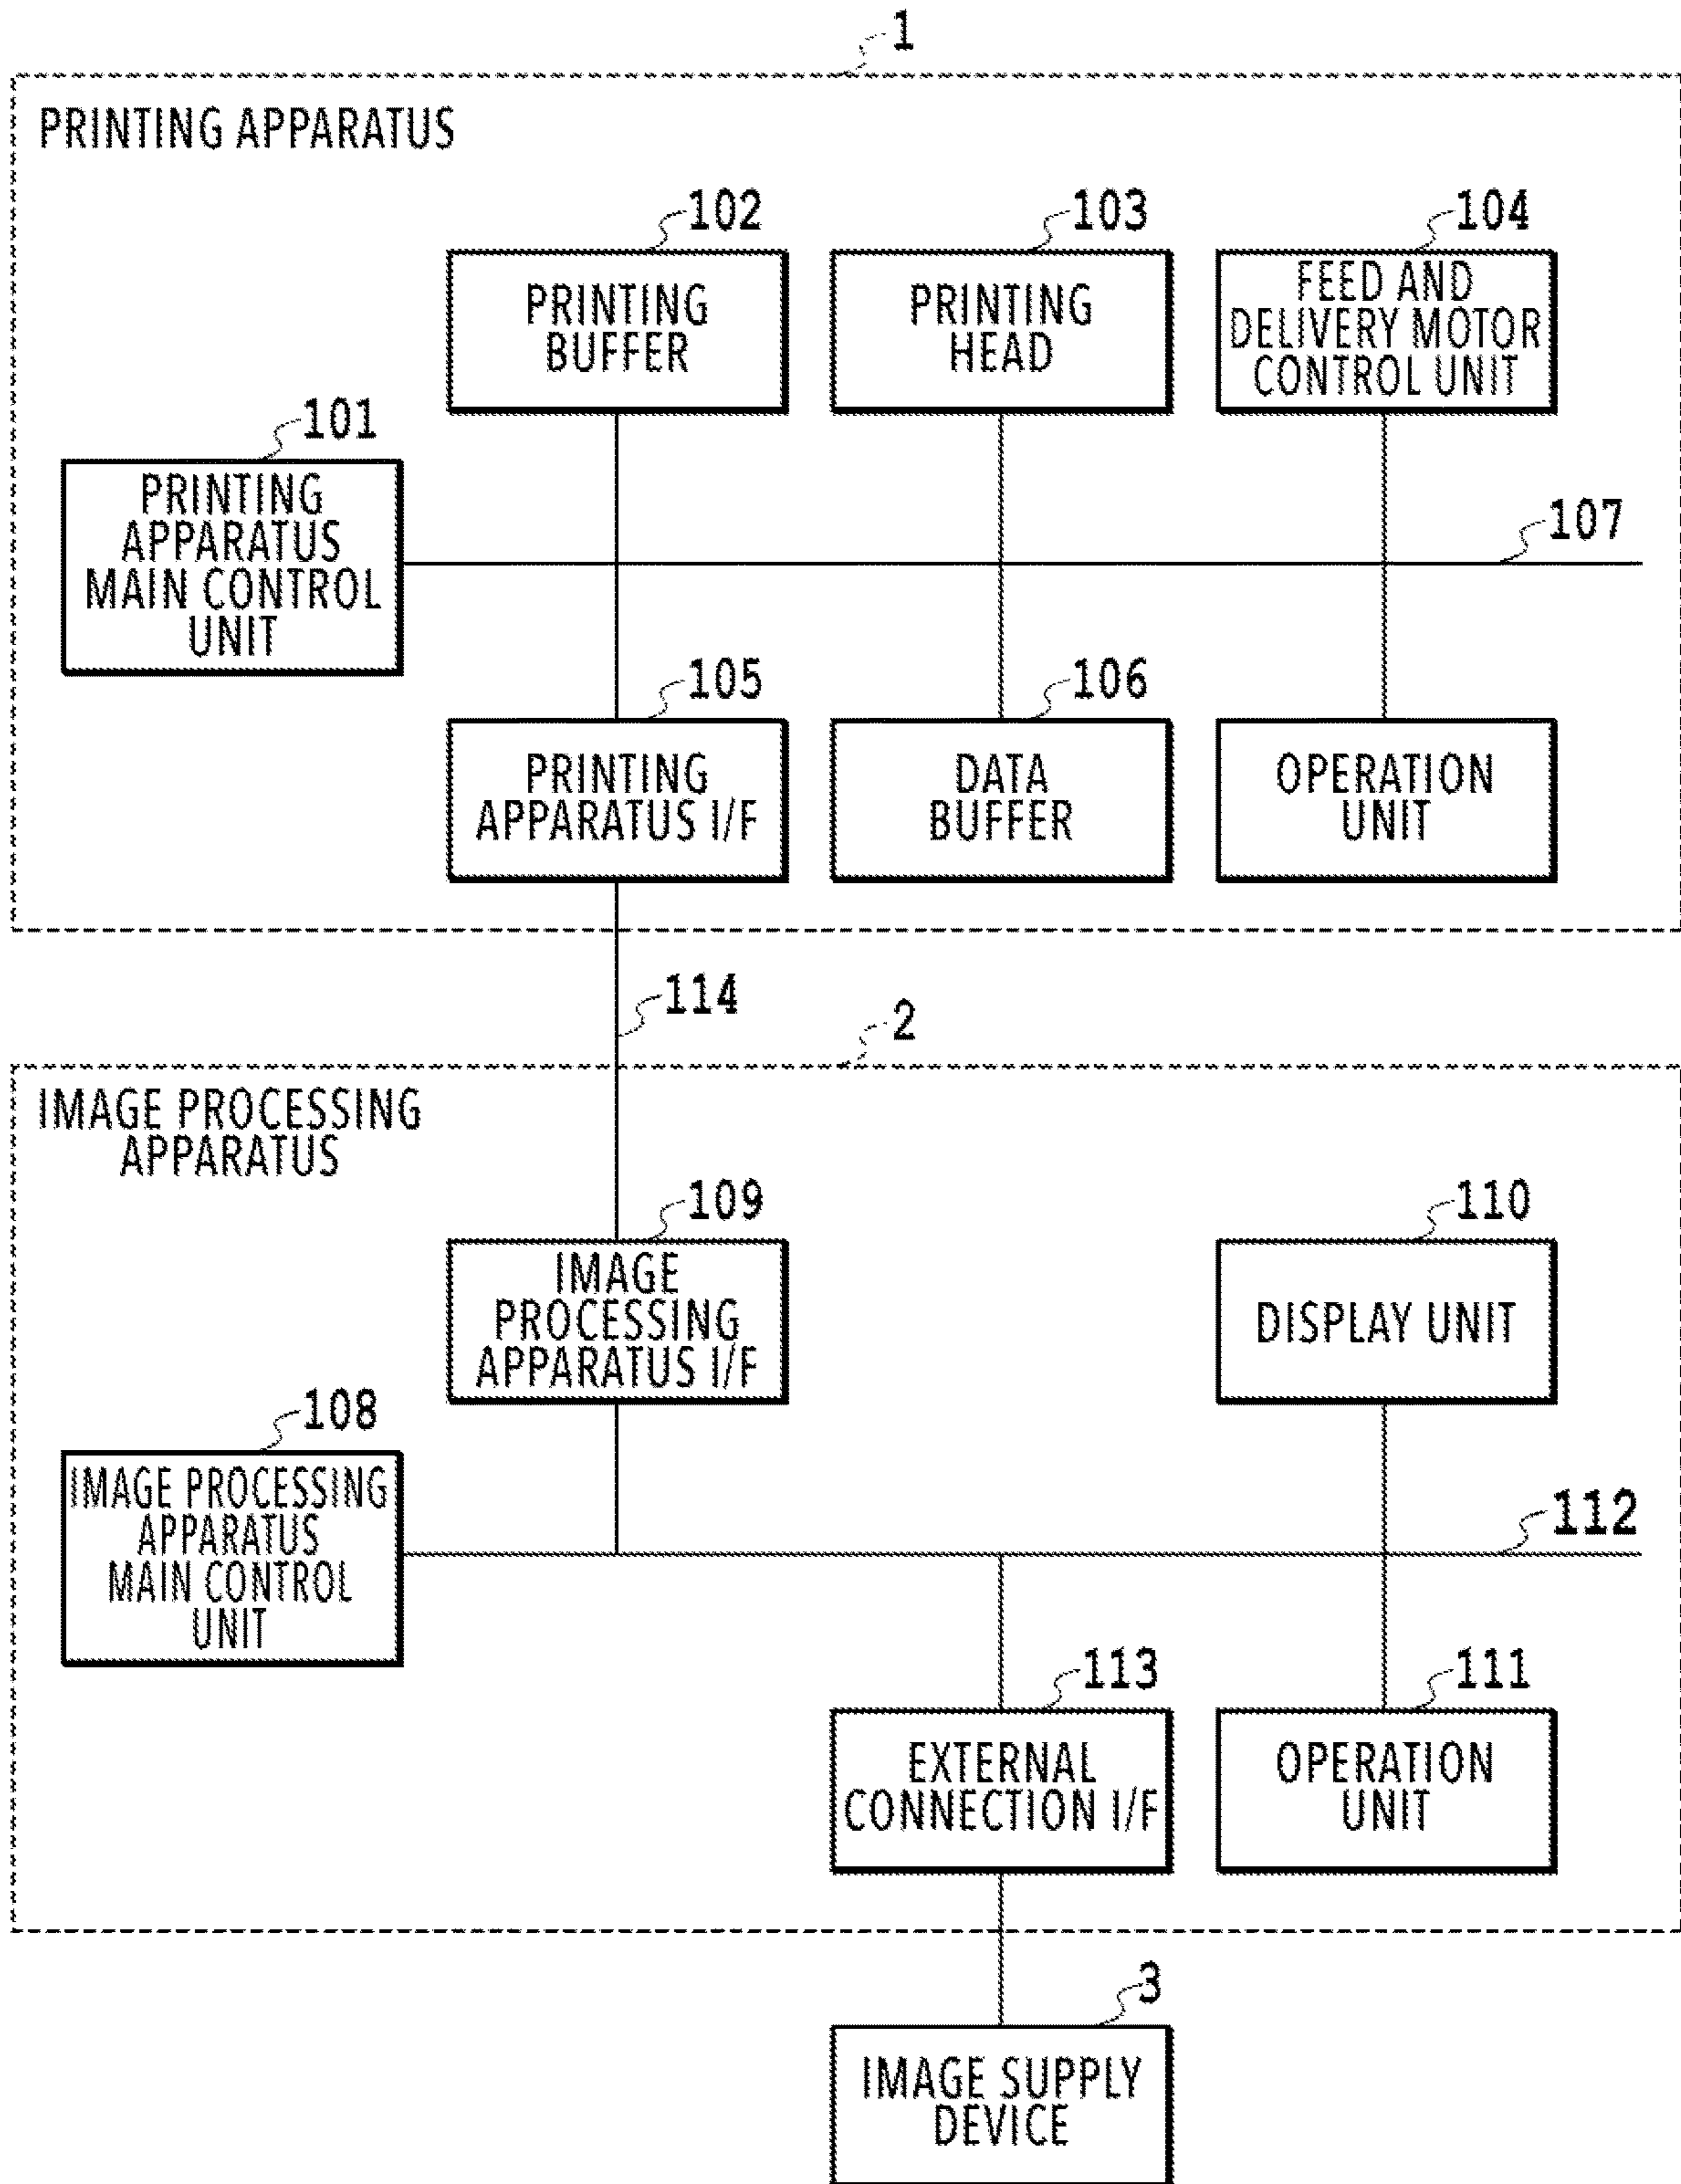 1
PRINTING APPARATUS
102
103
104
PRINTING
BUFFER
PRINTING
HEAD
FEED AND
DELIVERY MOTOR
CONTROL UNIT
101
PRINTING
APPARATUS
MAIN CONTROL
UNIT
107
105
106
PRINTING
APPARATUS I/F
DATA
BUFFER
OPERATION
UNIT
114
2
IMAGE PROCESSING
APPARATUS
109
110
IMAGE
PROCESSING
APPARATUS I/F
DISPLAY UNIT
108
IMAGE PROCESSING
APPARATUS
MAIN CONTROL
UNIT
112
113
111
EXTERNAL
CONNECTION I/F
OPERATION
UNIT
3
IMAGE SUPPLY
DEVICE